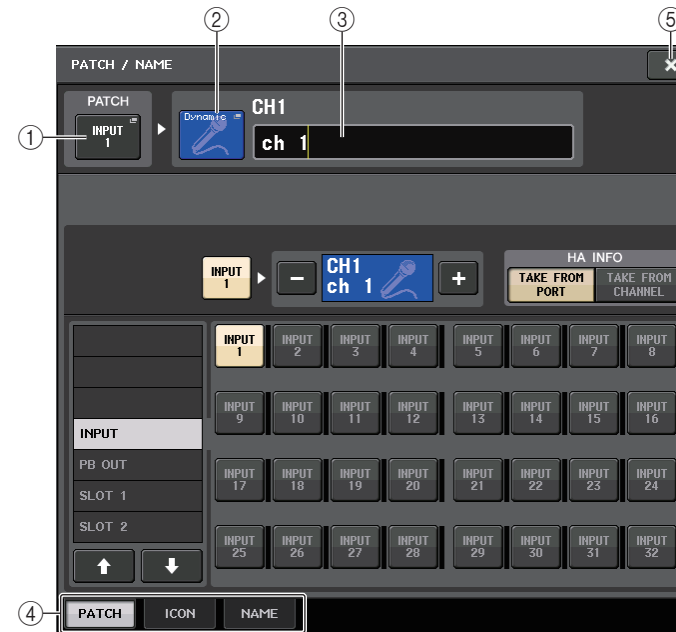 ② ③ ⑤
PATCH / NAME
PATCH
INPUT 1
①
Dynamic
CH1
ch 1
INPUT 1
CH1
ch 1
HA INFO
TAKE FROM PORT
TAKE FROM CHANNEL
INPUT
PB OUT
SLOT 1
SLOT 2
INPUT 1 INPUT 2 INPUT 3 INPUT 4 INPUT 5 INPUT 6 INPUT 7 INPUT 8
INPUT 9 INPUT 10 INPUT 11 INPUT 12 INPUT 13 INPUT 14 INPUT 15 INPUT 16
INPUT 17 INPUT 18 INPUT 19 INPUT 20 INPUT 21 INPUT 22 INPUT 23 INPUT 24
INPUT 25 INPUT 26 INPUT 27 INPUT 28 INPUT 29 INPUT 30 INPUT 31 INPUT 32
④
PATCH ICON NAME